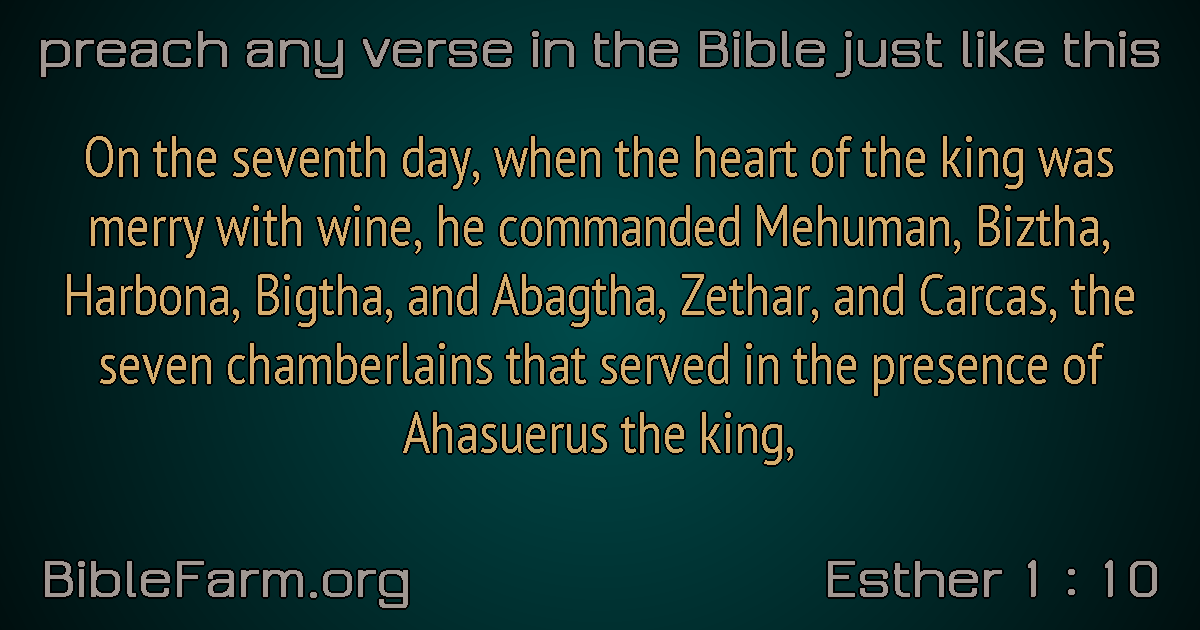 preach any verse in the Bible just like this
On the seventh day, when the heart of the king was
merry with wine, he commanded Mehuman, Biztha,
Harbona, Bigtha, and Abagtha, Zethar, and Carcas, the
seven chamberlains that served in the presence of
Ahasuerus the king,
BibleFarm.org
Esther 1 : 10